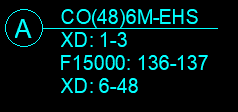 A
CO(48)6M-EHS
XD: 1-3
F15000: 136-137
XD: 6-48